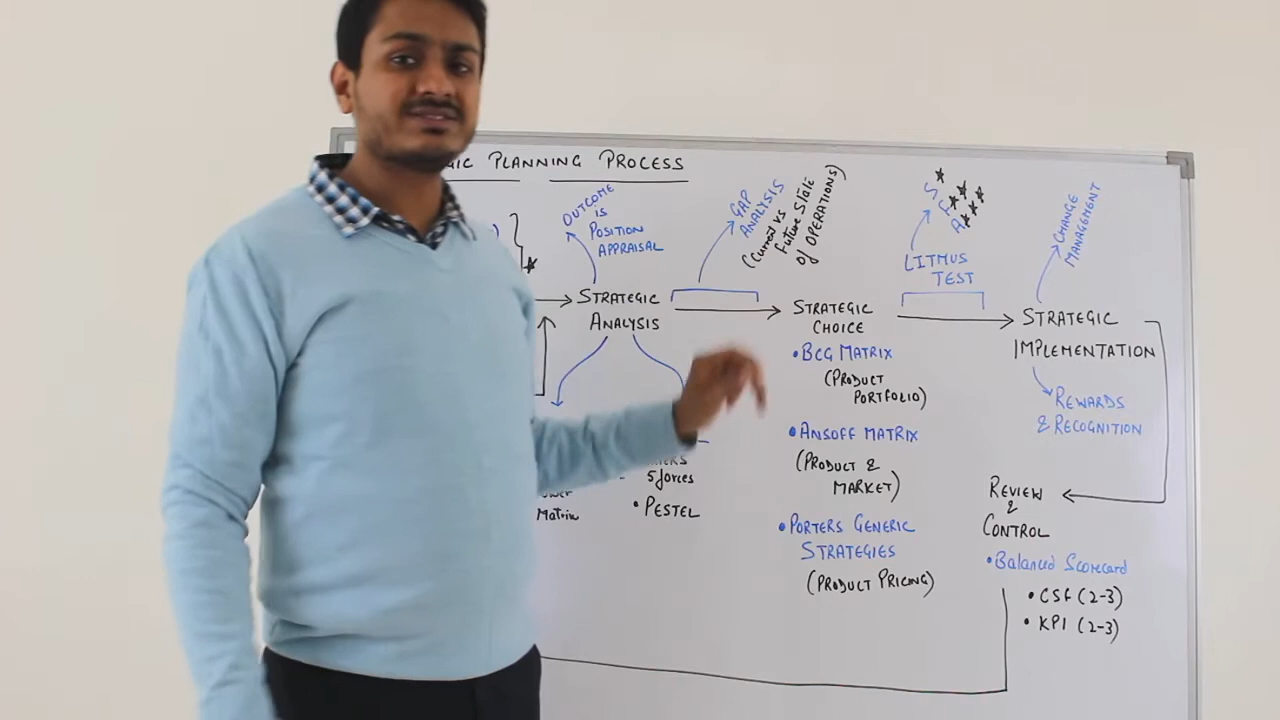 GIC PLANNING PROCESS
OUTCOME
IS
POSITION
APPRAISAL
GAP
ANALYSIS
(Current vs
Future State
of OPERATIONS)
S
F
A
LITMUS
TEST
CHANGE
MANAGEMENT
STRATEGIC
ANALYSIS
STRATEGIC
CHOICE
STRATEGIC
IMPLEMENTATION
• BCG MATRIX
(PRODUCT
PORTFOLIO)
• ANSOFF MATRIX
(PRODUCT &
MARKET)
• PORTERS GENERIC
STRATEGIES
(PRODUCT PRICING)
REWARDS
& RECOGNITION
5 forces
Matrix
• PESTEL
REVIEW
&
CONTROL
• Balanced Scorecard
• CSF (2-3)
• KPI (2-3)